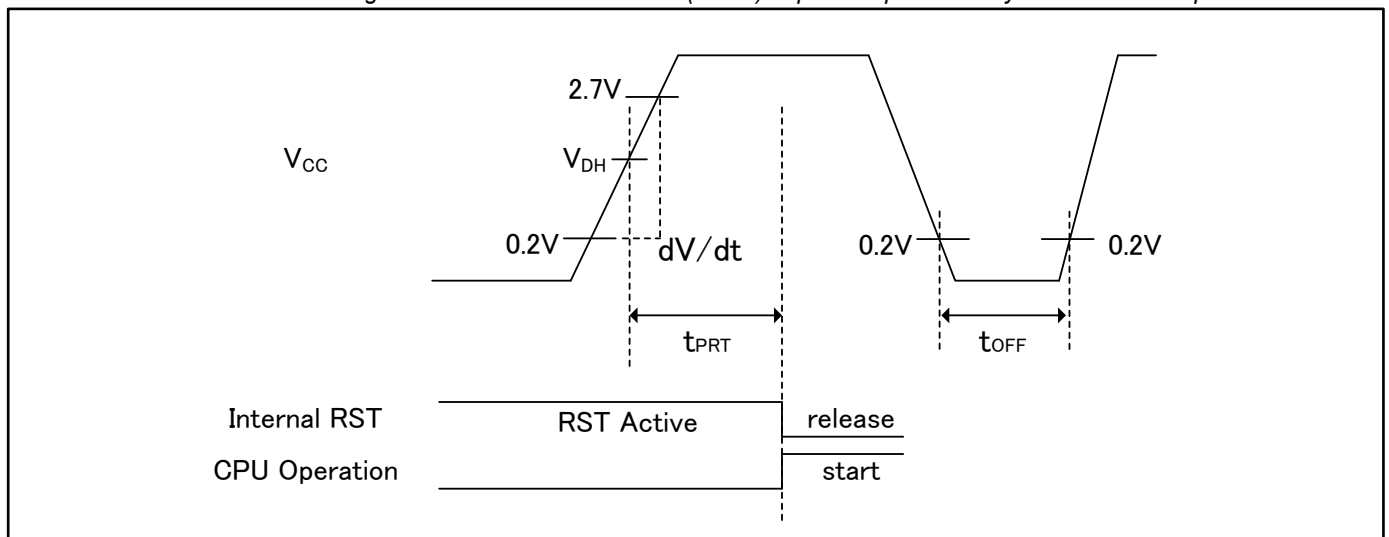 2.7V
VCC
VDH
0.2V
dV/dt
0.2V
0.2V
tPRT
tOFF
Internal RST
RST Active
release
CPU Operation
start